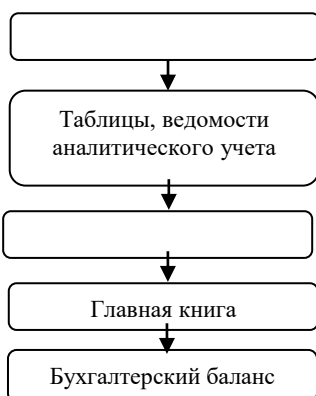 Таблицы, ведомости
аналитического учета
Главная книга
Бухгалтерский баланс